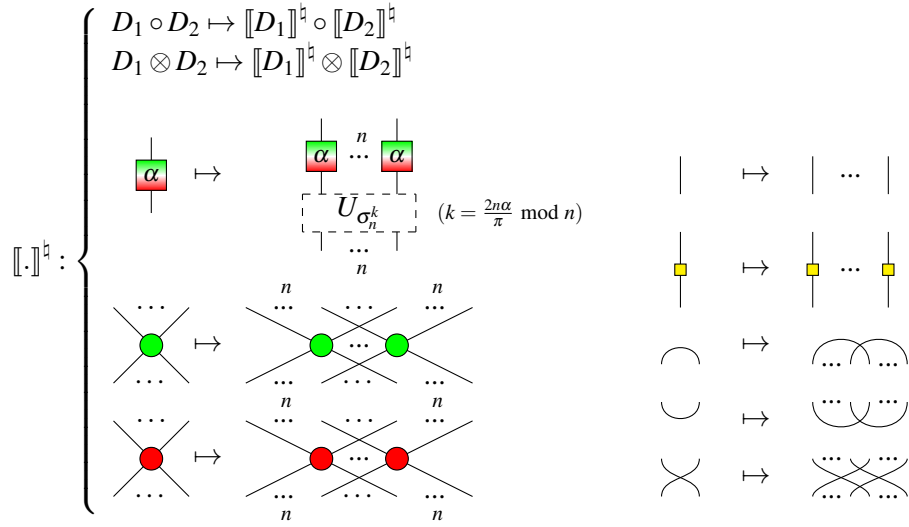 D₁ ∘ D₂ ↦ ⟦D₁⟧^♮ ∘ ⟦D₂⟧^♮
D₁ ⊗ D₂ ↦ ⟦D₁⟧^♮ ⊗ ⟦D₂⟧^♮
n
α ↦ α ... α
↦ ...
U_{σ_n^k} (k = 2nα/π mod n)
...
n
⟦.⟧^♮ :
↦ ...
n n
... ... ...
↦ ...
↦ ... ...
... ... ...
n n
... ...
↦ ... ...
n n
... ... ...
↦ ...
... ...
↦ ... ...
... ... ...
n n